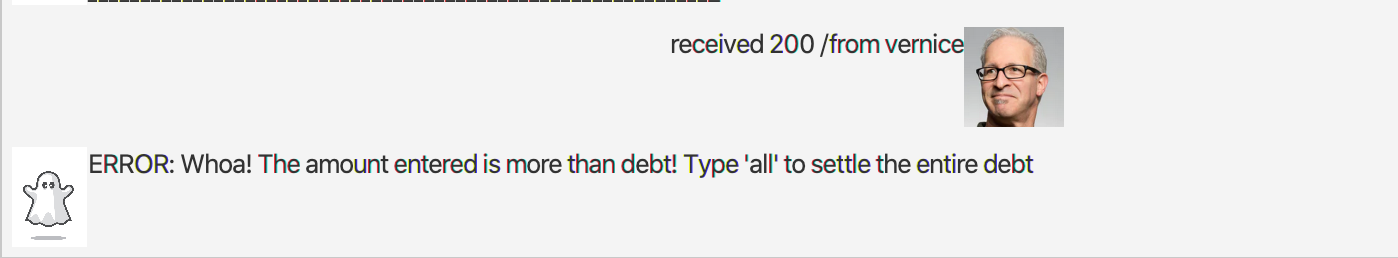 received 200 /from vernice
ERROR: Whoa! The amount entered is more than debt! Type 'all' to settle the entire debt